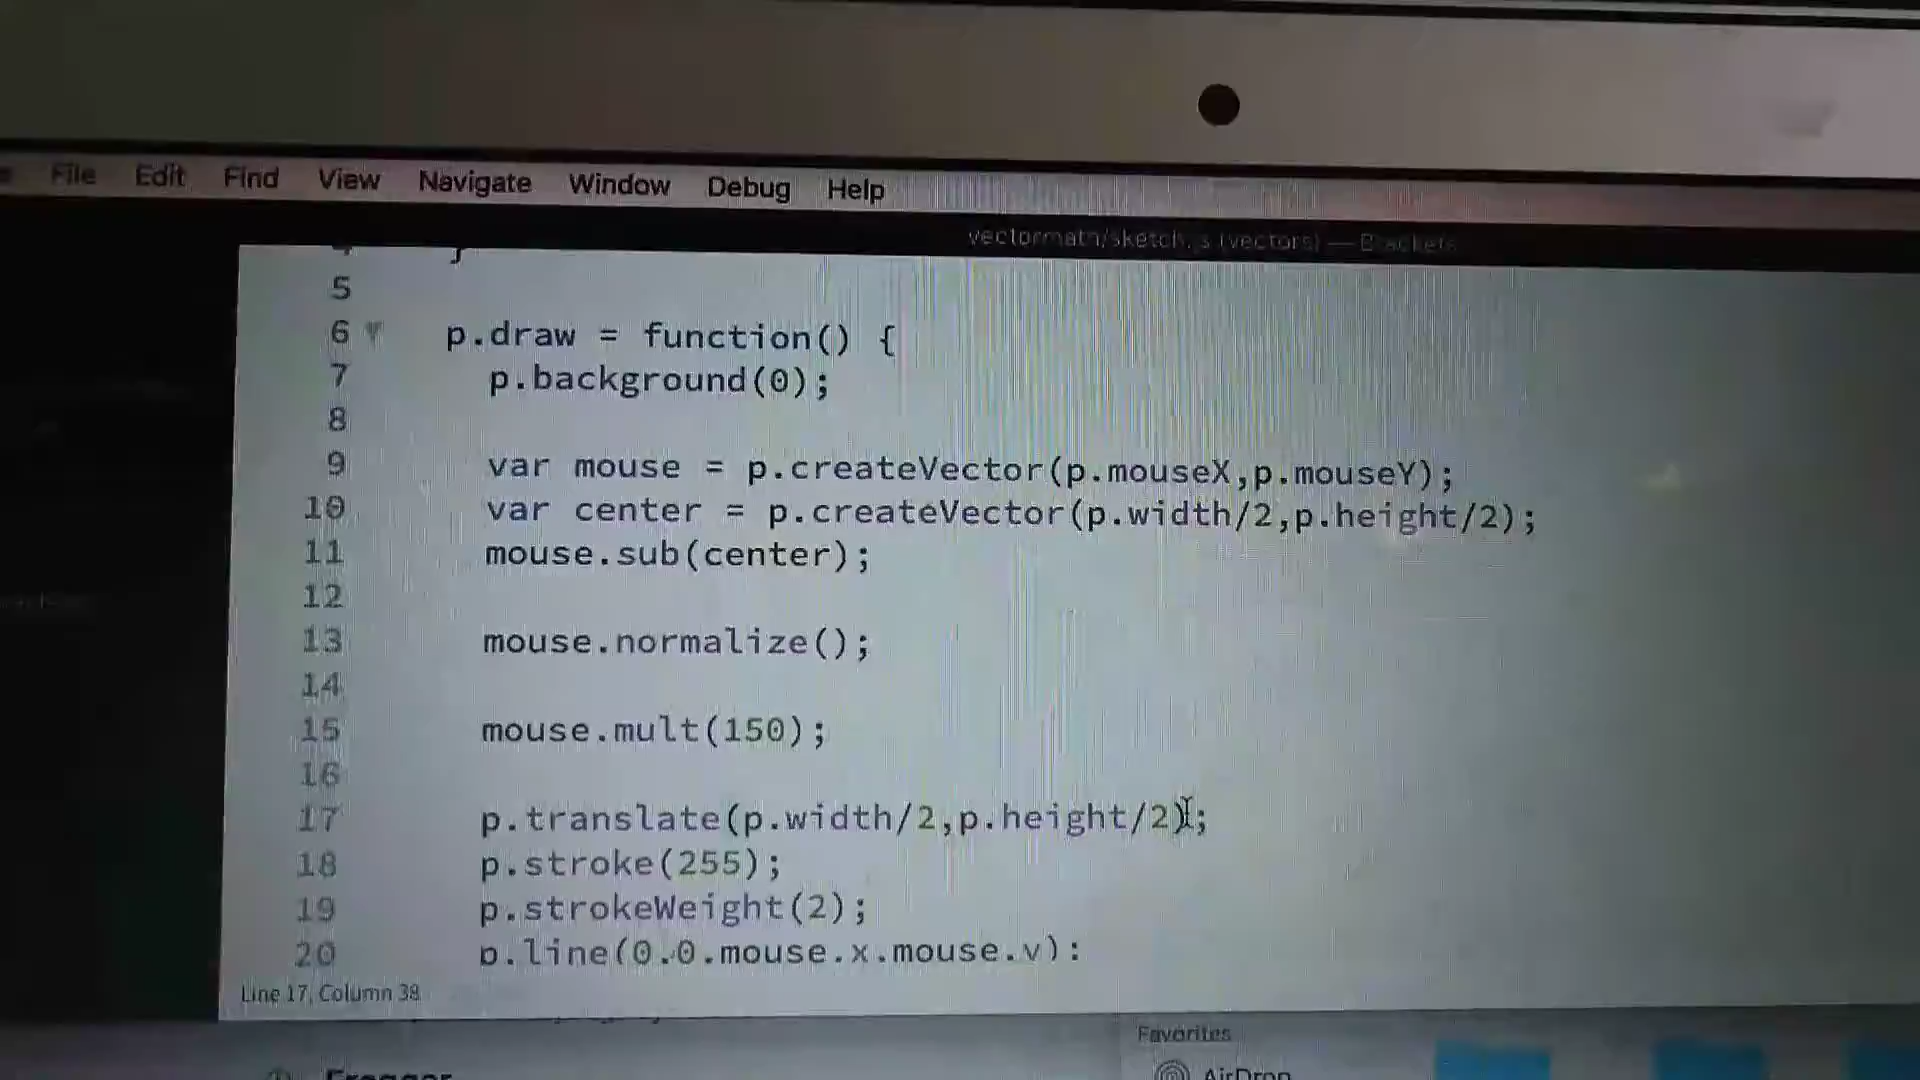 File Edit Find View Navigate Window Debug Help
vectormath/sketch.js (vectors) — Brackets
5
6 p.draw = function() {
7 p.background(0);
8
9 var mouse = p.createVector(p.mouseX,p.mouseY);
10 var center = p.createVector(p.width/2,p.height/2);
11 mouse.sub(center);
12
13 mouse.normalize();
14
15 mouse.mult(150);
16
17 p.translate(p.width/2,p.height/2);
18 p.stroke(255);
19 p.strokeWeight(2);
20 p.line(0,0,mouse.x,mouse.y);
Line 17, Column 38
Favorites
Frogger
AirDrop